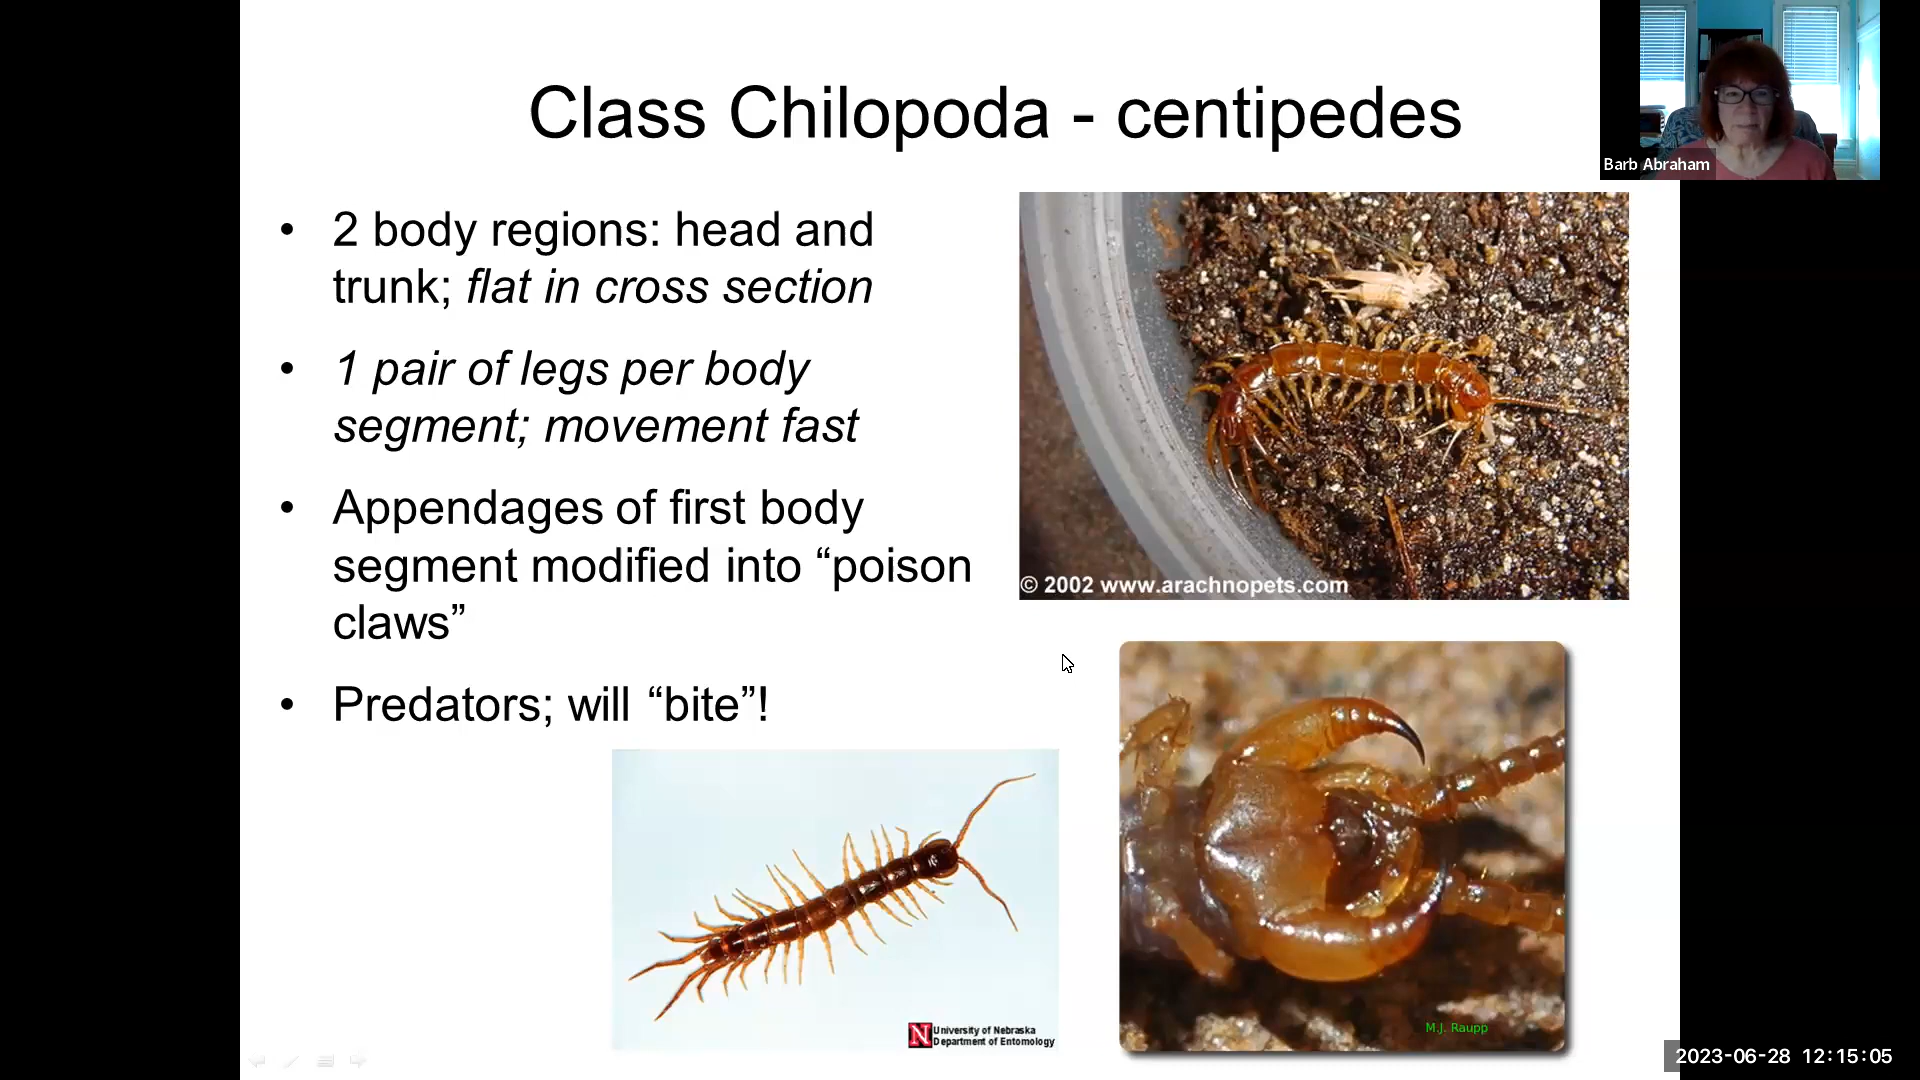 Class Chilopoda - centipedes
Barb Abraham
• 2 body regions: head and
trunk; flat in cross section
• 1 pair of legs per body
segment; movement fast
• Appendages of first body
segment modified into “poison
claws”
• Predators; will “bite”!
© 2002 www.arachnopets.com
N University of Nebraska
Department of Entomology
M.J. Raupp
2023-06-28 12:15:05